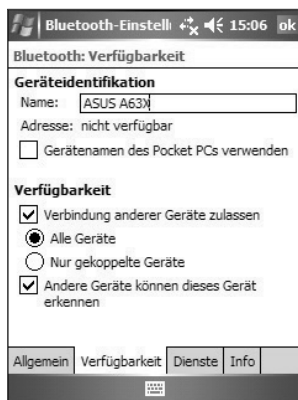 Bluetooth-Einstell 15:06 ok
Bluetooth: Verfügbarkeit
Geräteidentifikation
Name: ASUS A63X
Adresse: nicht verfügbar
Gerätenamen des Pocket PCs verwenden
Verfügbarkeit
Verbindung anderer Geräte zulassen
Alle Geräte
Nur gekoppelte Geräte
Andere Geräte können dieses Gerät
erkennen
Allgemein Verfügbarkeit Dienste Info